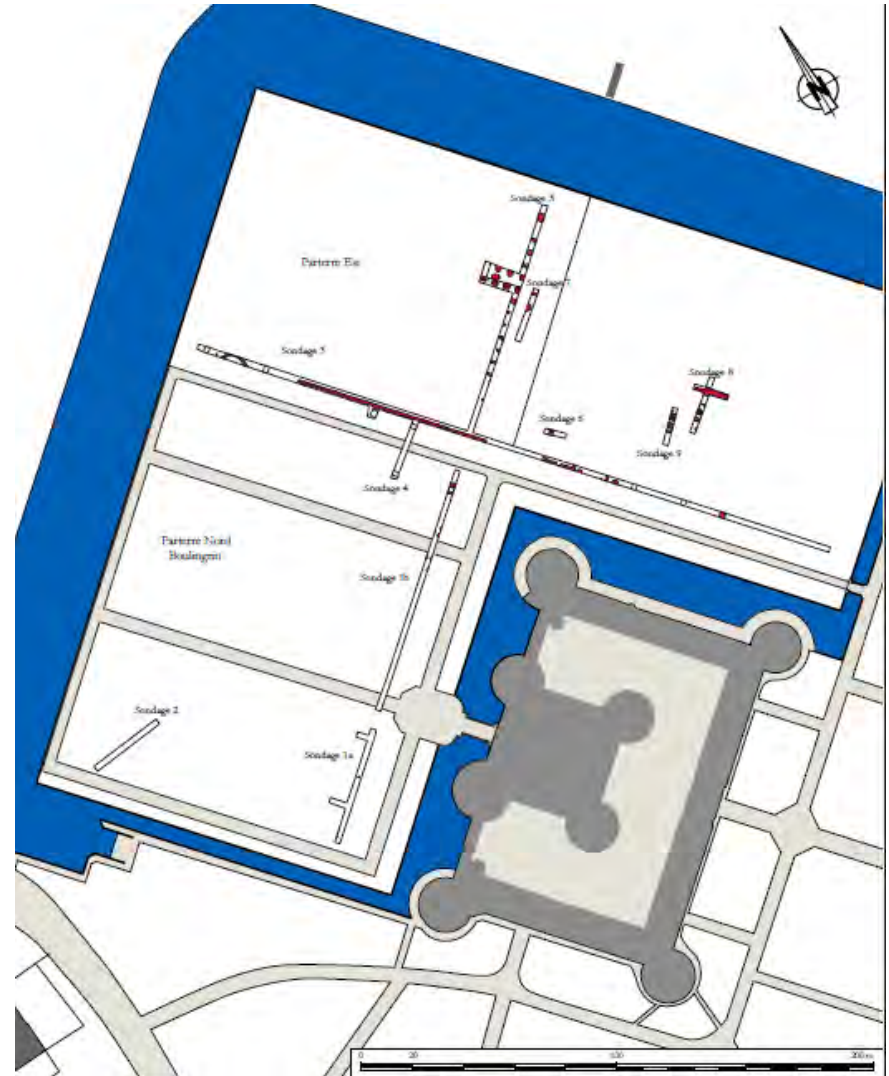 N
Sondage 5
Parterre Est
Sondage 7
Sondage 5
Sondage 8
Sondage 6
Sondage 9
Sondage 4
Parterre Nord
Boulingrin
Sondage 1b
Sondage 2
Sondage 1a
0 20 100 200 m